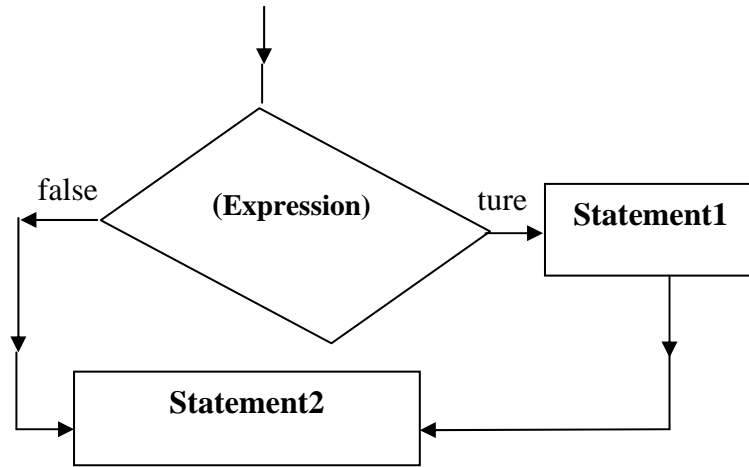 false
(Expression)
ture
Statement1
Statement2